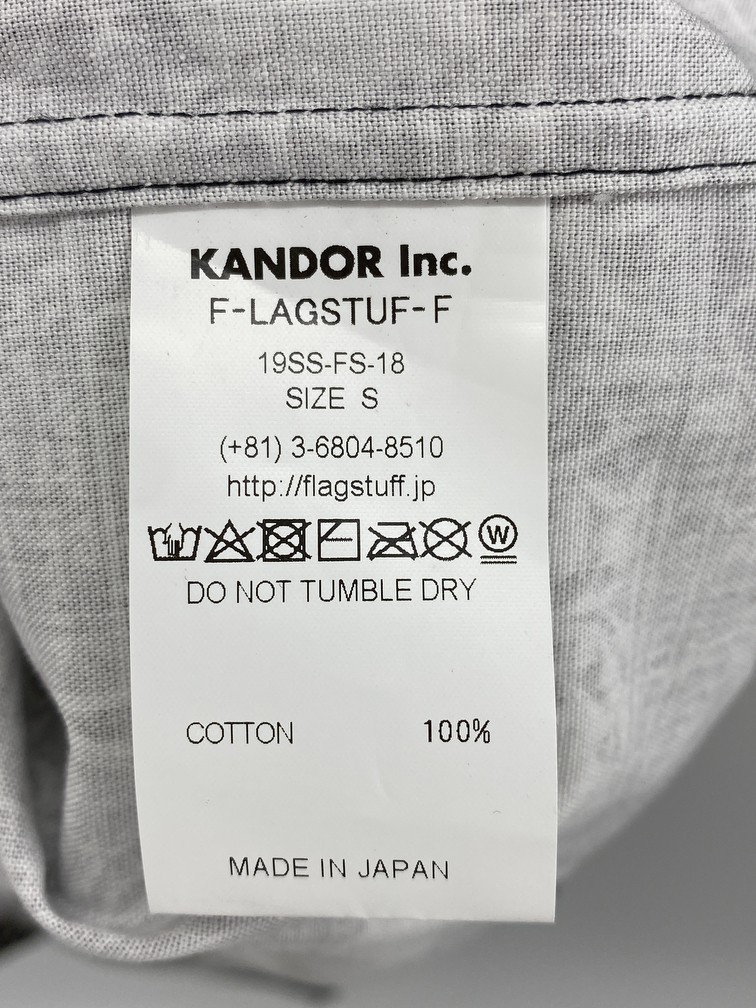 KANDOR Inc.
F-LAGSTUF-F
19SS-FS-18
SIZE S
(+81) 3-6804-8510
http://flagstuff.jp
W
DO NOT TUMBLE DRY
COTTON 100%
MADE IN JAPAN